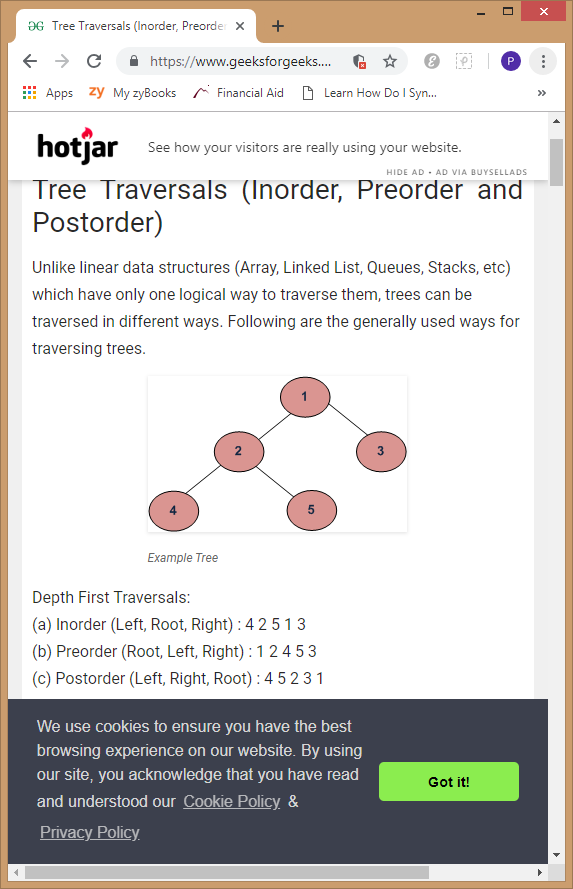 Tree Traversals (Inorder, Preorder
https://www.geeksforgeeks....
P
Apps
zy My zyBooks
Financial Aid
Learn How Do I Syn...
»
hotjar
See how your visitors are really using your website.
HIDE AD • AD VIA BUYSELLADS
Tree Traversals (Inorder, Preorder and
Postorder)
Unlike linear data structures (Array, Linked List, Queues, Stacks, etc)
which have only one logical way to traverse them, trees can be
traversed in different ways. Following are the generally used ways for
traversing trees.
1
2
3
4
5
Example Tree
Depth First Traversals:
(a) Inorder (Left, Root, Right) : 4 2 5 1 3
(b) Preorder (Root, Left, Right) : 1 2 4 5 3
(c) Postorder (Left, Right, Root) : 4 5 2 3 1
We use cookies to ensure you have the best
browsing experience on our website. By using
our site, you acknowledge that you have read
and understood our Cookie Policy &
Privacy Policy
Got it!